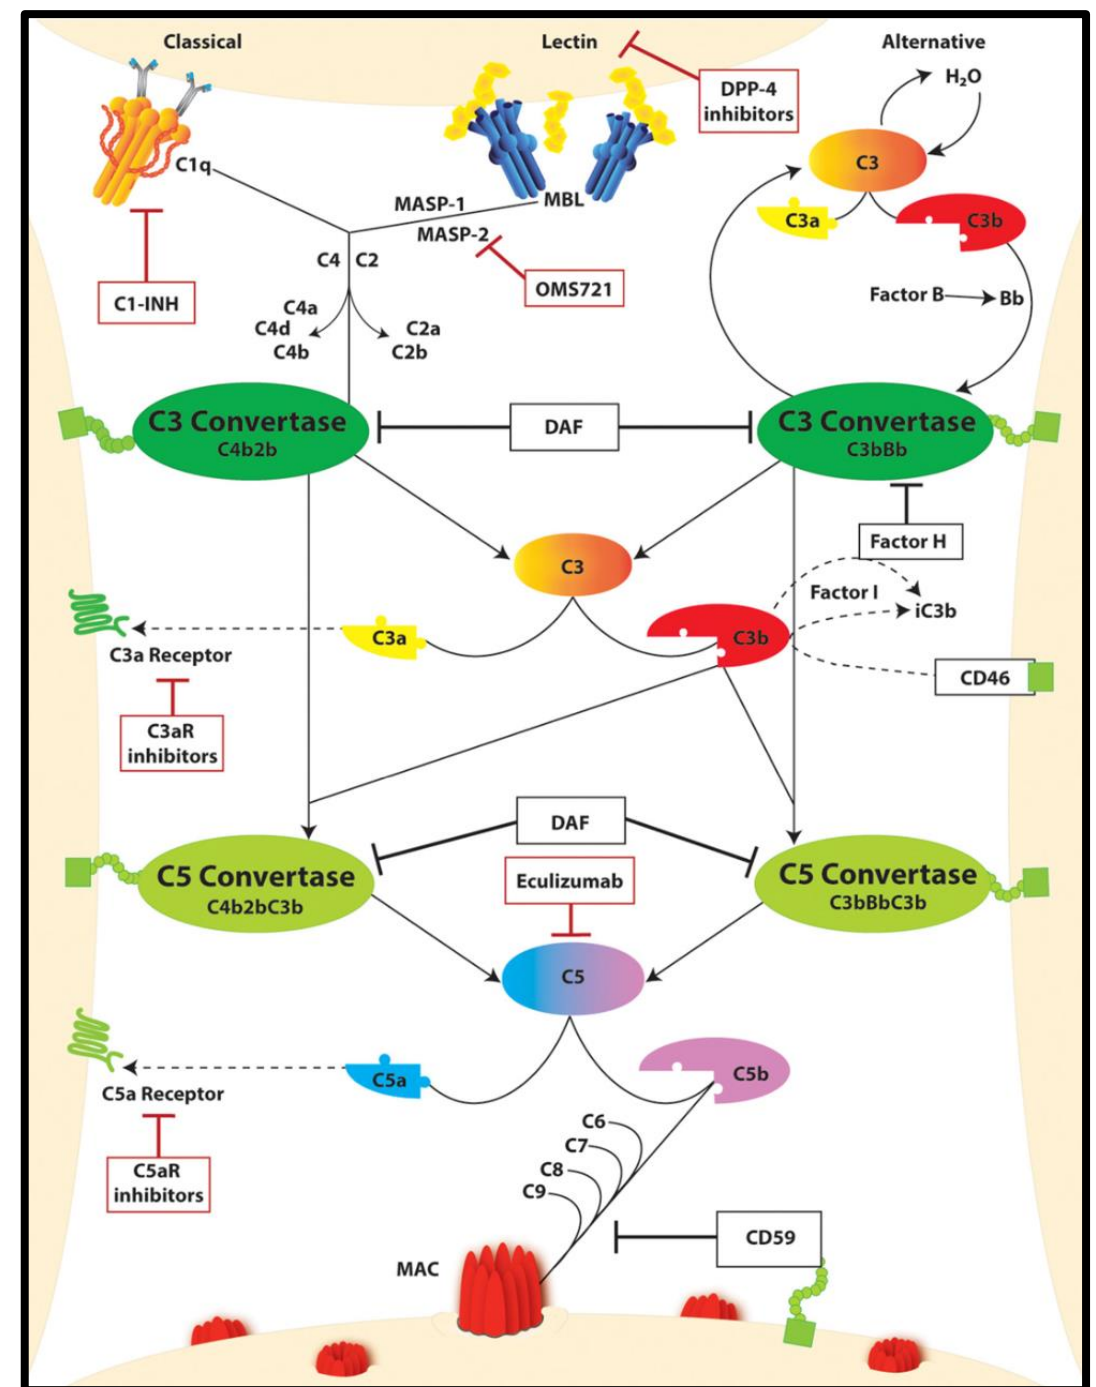 Classical
Lectin
Alternative
DPP-4
inhibitors
H₂O
C3
C1q
C3a
C3b
MASP-1
MBL
MASP-2
C4
C2
C1-INH
OMS721
Factor B
Bb
C4a
C4d
C4b
C2a
C2b
C3 Convertase
C4b2b
DAF
C3 Convertase
C3bBb
Factor H
C3
Factor I
iC3b
C3a
C3b
C3a Receptor
CD46
C3aR
inhibitors
DAF
C5 Convertase
C4b2bC3b
Eculizumab
C5 Convertase
C3bBbC3b
C5
C5a
C5b
C5a Receptor
C6
C7
C8
C9
C5aR
inhibitors
CD59
MAC